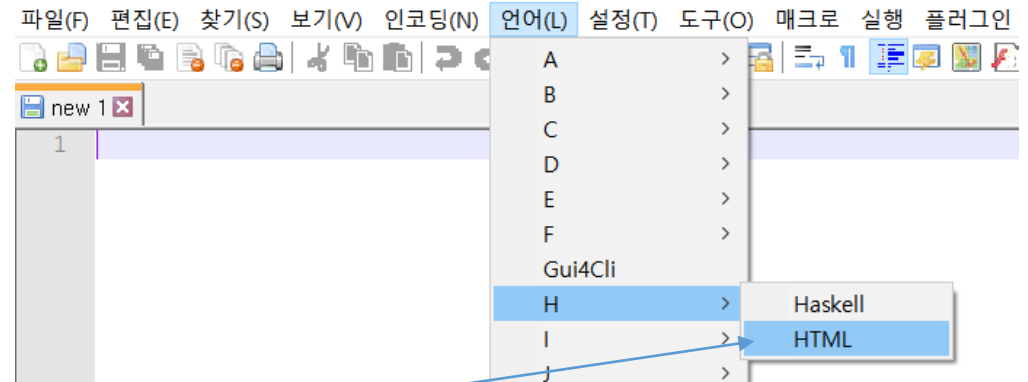 파일(F) 편집(E) 찾기(S) 보기(V) 인코딩(N) 언어(L) 설정(T) 도구(O) 매크로 실행 플러그인
new 1
1
A
B
C
D
E
F
Gui4Cli
H
I
J
Haskell
HTML